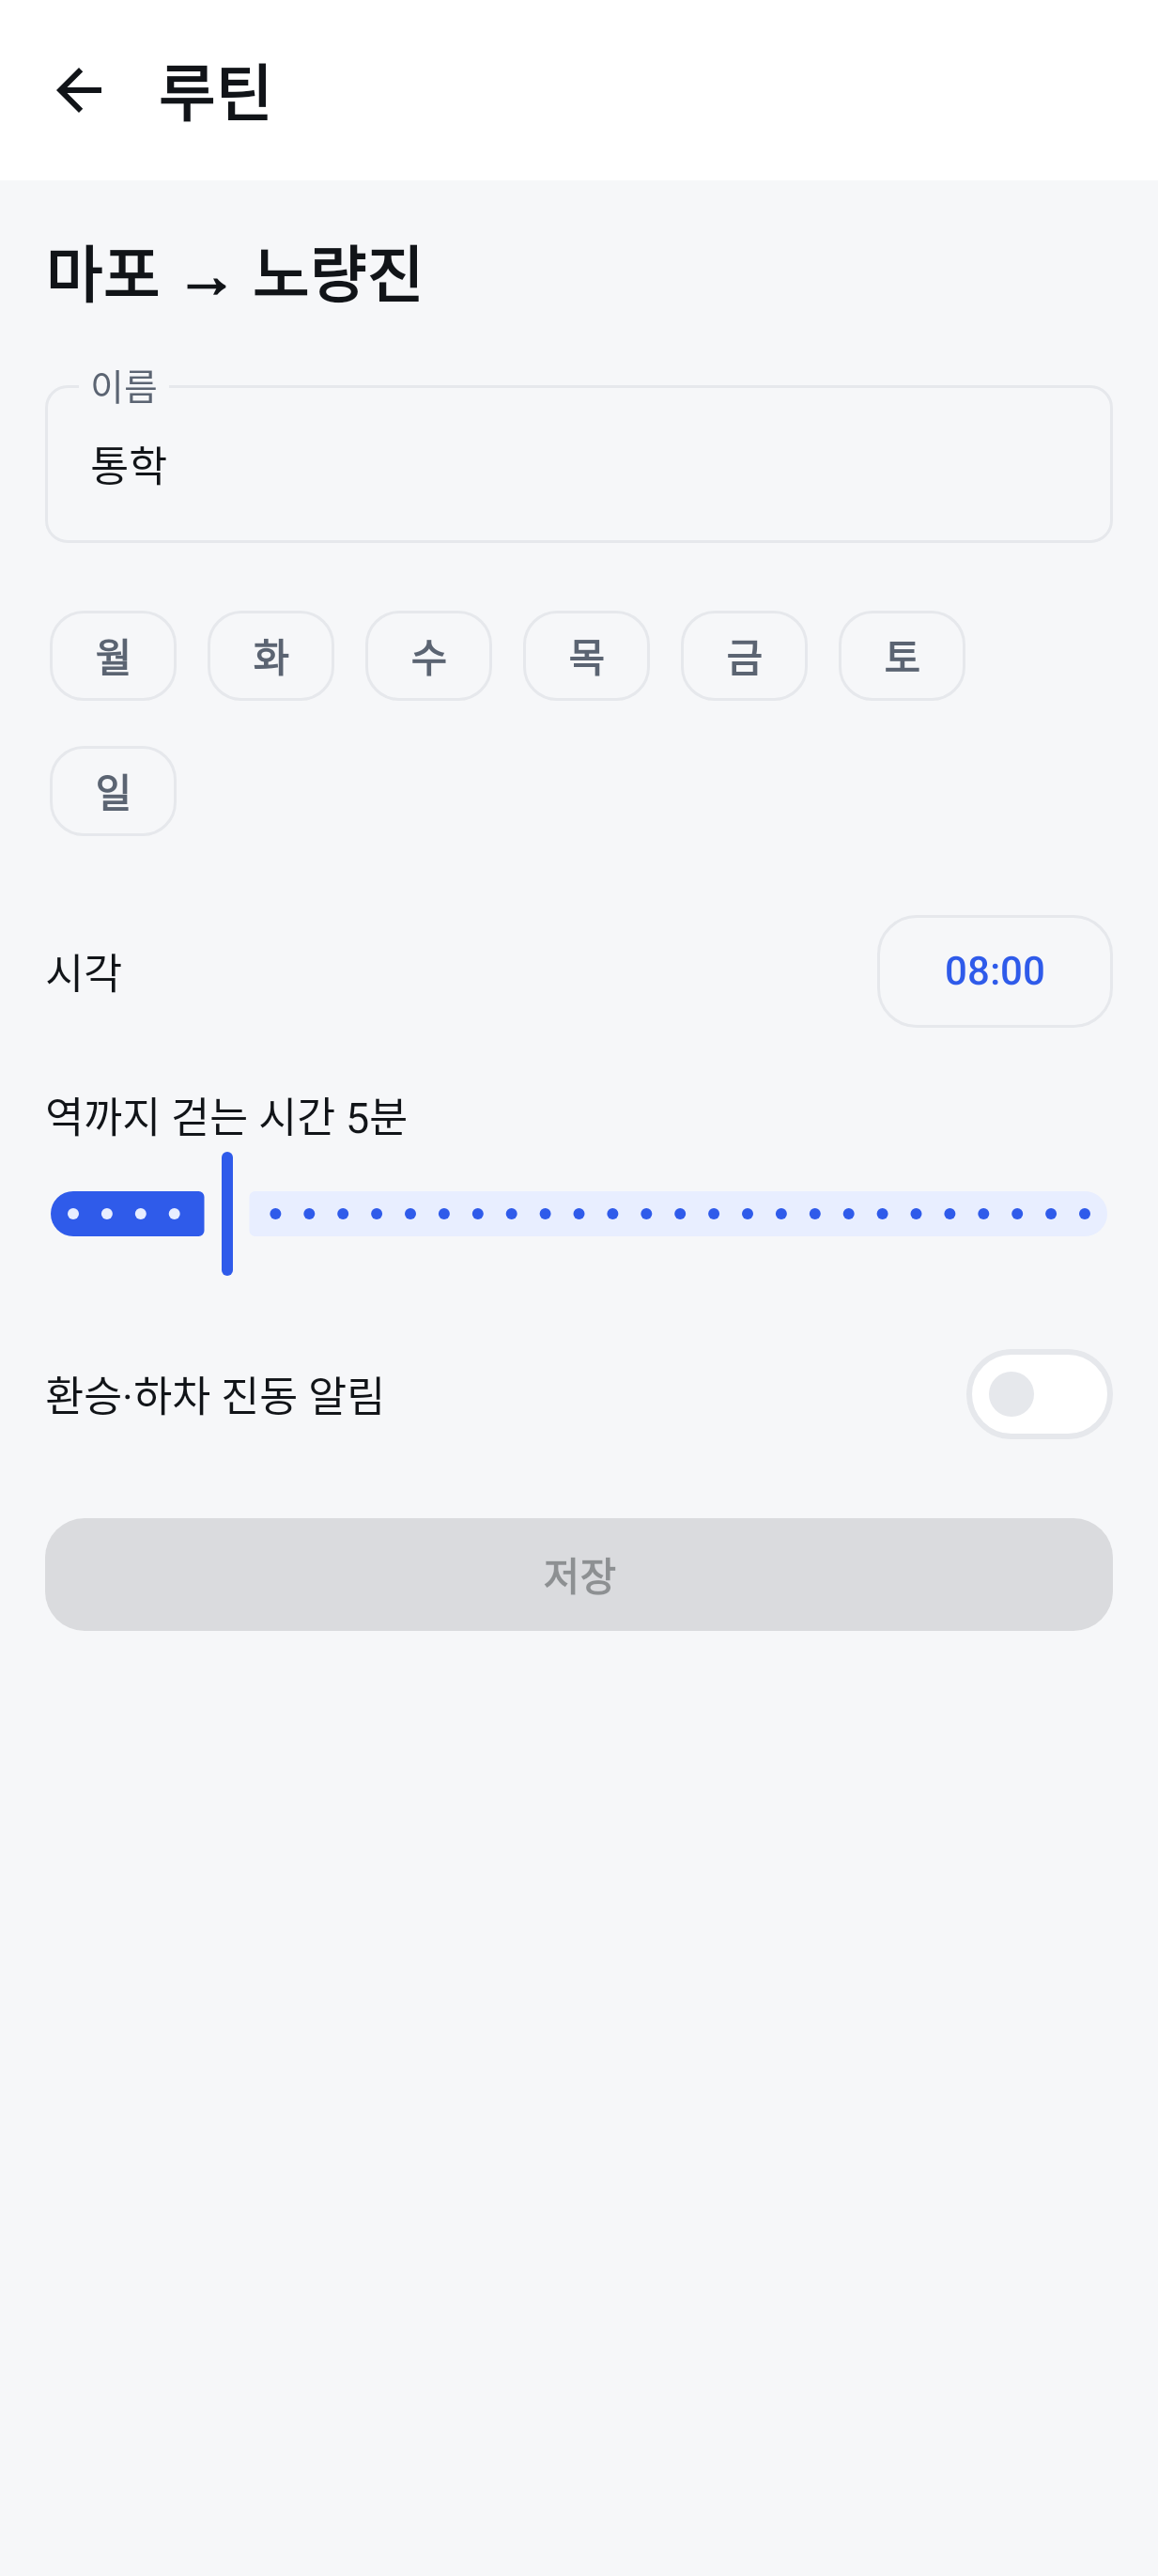 루틴
마포 → 노량진
이름
통학
월 화 수 목 금 토
일
시각 08:00
역까지 걷는 시간 5분
환승·하차 진동 알림
저장